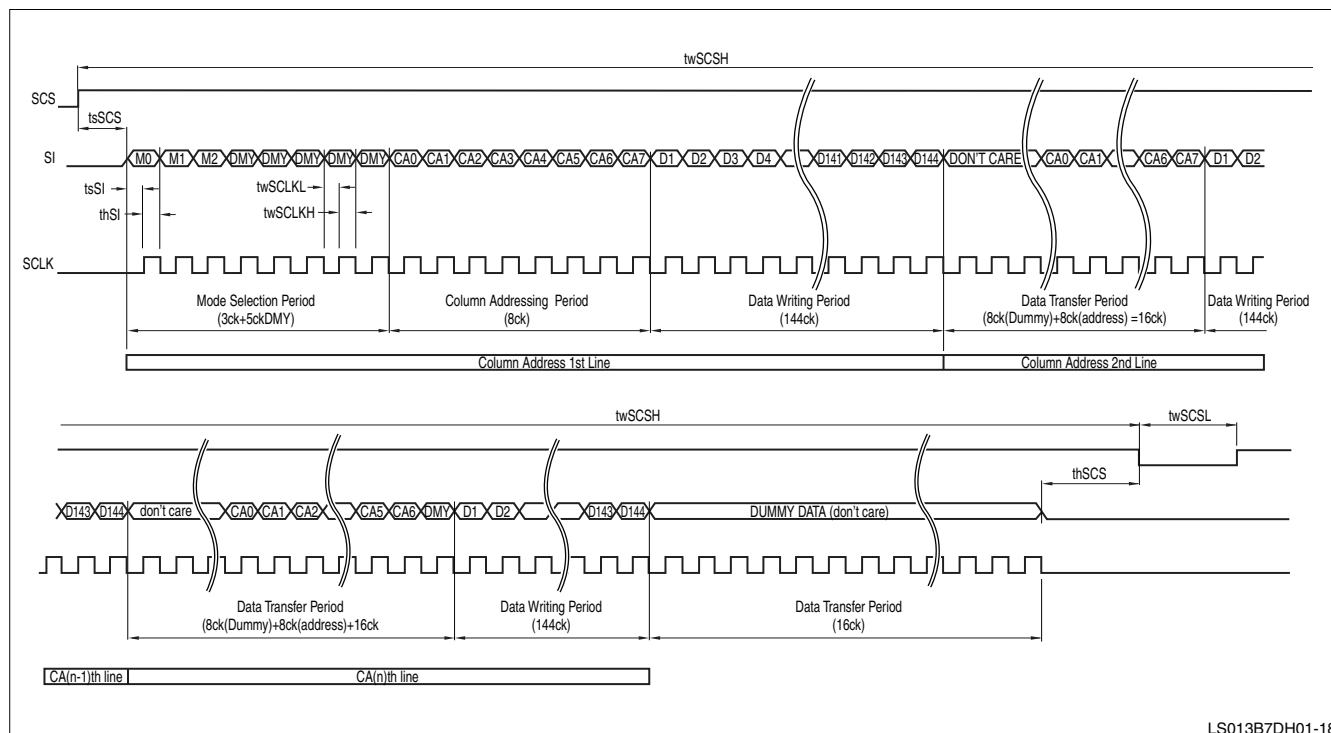 twSCSH
SCS
tsSCS
SI
M0 M1 M2 DMY DMY DMY DMY DMY CA0 CA1 CA2 CA3 CA4 CA5 CA6 CA7 D1 D2 D3 D4 D141 D142 D143 D144 DON'T CARE CA0 CA1 CA6 CA7 D1 D2
tsSI
twSCLKL
thSI
twSCLKH
SCLK
Mode Selection Period
(3ck+5ckDMY)
Column Addressing Period
(8ck)
Data Writing Period
(144ck)
Data Transfer Period
(8ck(Dummy)+8ck(address) =16ck)
Data Writing Period
(144ck)
Column Address 1st Line
Column Address 2nd Line
twSCSH
twSCSL
thSCS
D143 D144 don't care CA0 CA1 CA2 CA5 CA6 DMY D1 D2 D143 D144 DUMMY DATA (don't care)
Data Transfer Period
(8ck(Dummy)+8ck(address)+16ck
Data Writing Period
(144ck)
Data Transfer Period
(16ck)
CA(n-1)th line
CA(n)th line
LS013B7DH01-18